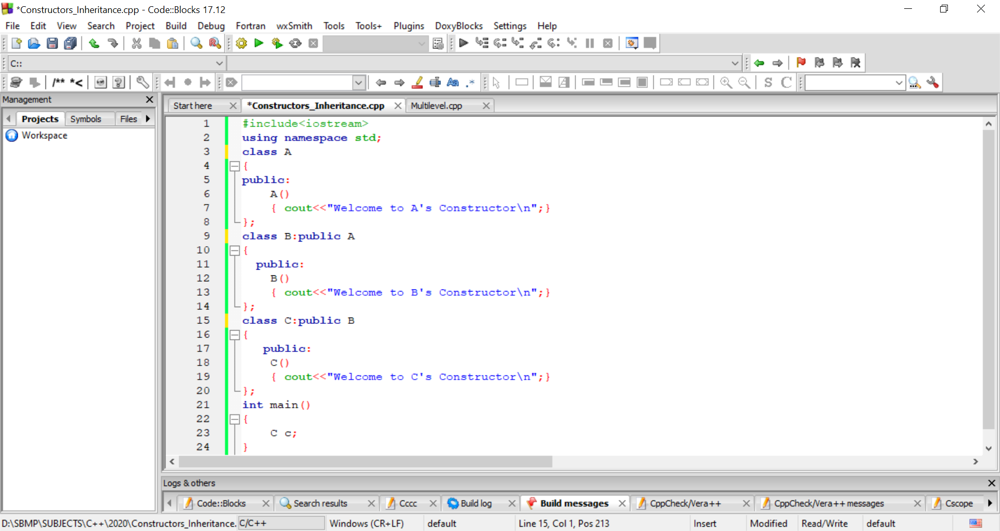 *Constructors_Inheritance.cpp - Code::Blocks 17.12
File Edit View Search Project Build Debug Fortran wxSmith Tools Tools+ Plugins DoxyBlocks Settings Help
C::
/** *<
Aa .*
S C
Management
Start here *Constructors_Inheritance.cpp Multilevel.cpp
Projects Symbols Files
Workspace
1 #include<iostream>
2 using namespace std;
3 class A
4 {
5 public:
6 A()
7 { cout<<"Welcome to A's Constructor\n";}
8 };
9 class B:public A
10 {
11 public:
12 B()
13 { cout<<"Welcome to B's Constructor\n";}
14 };
15 class C:public B
16 {
17 public:
18 C()
19 { cout<<"Welcome to C's Constructor\n";}
20 };
21 int main()
22 {
23 C c;
24 }
Logs & others
Code::Blocks Search results Cccc Build log Build messages CppCheck/Vera++ CppCheck/Vera++ messages Cscope
D:\SBMP\SUBJECTS\C++\2020\Constructors_Inheritance. C/C++ Windows (CR+LF) default Line 15, Col 1, Pos 213 Insert Modified Read/Write default